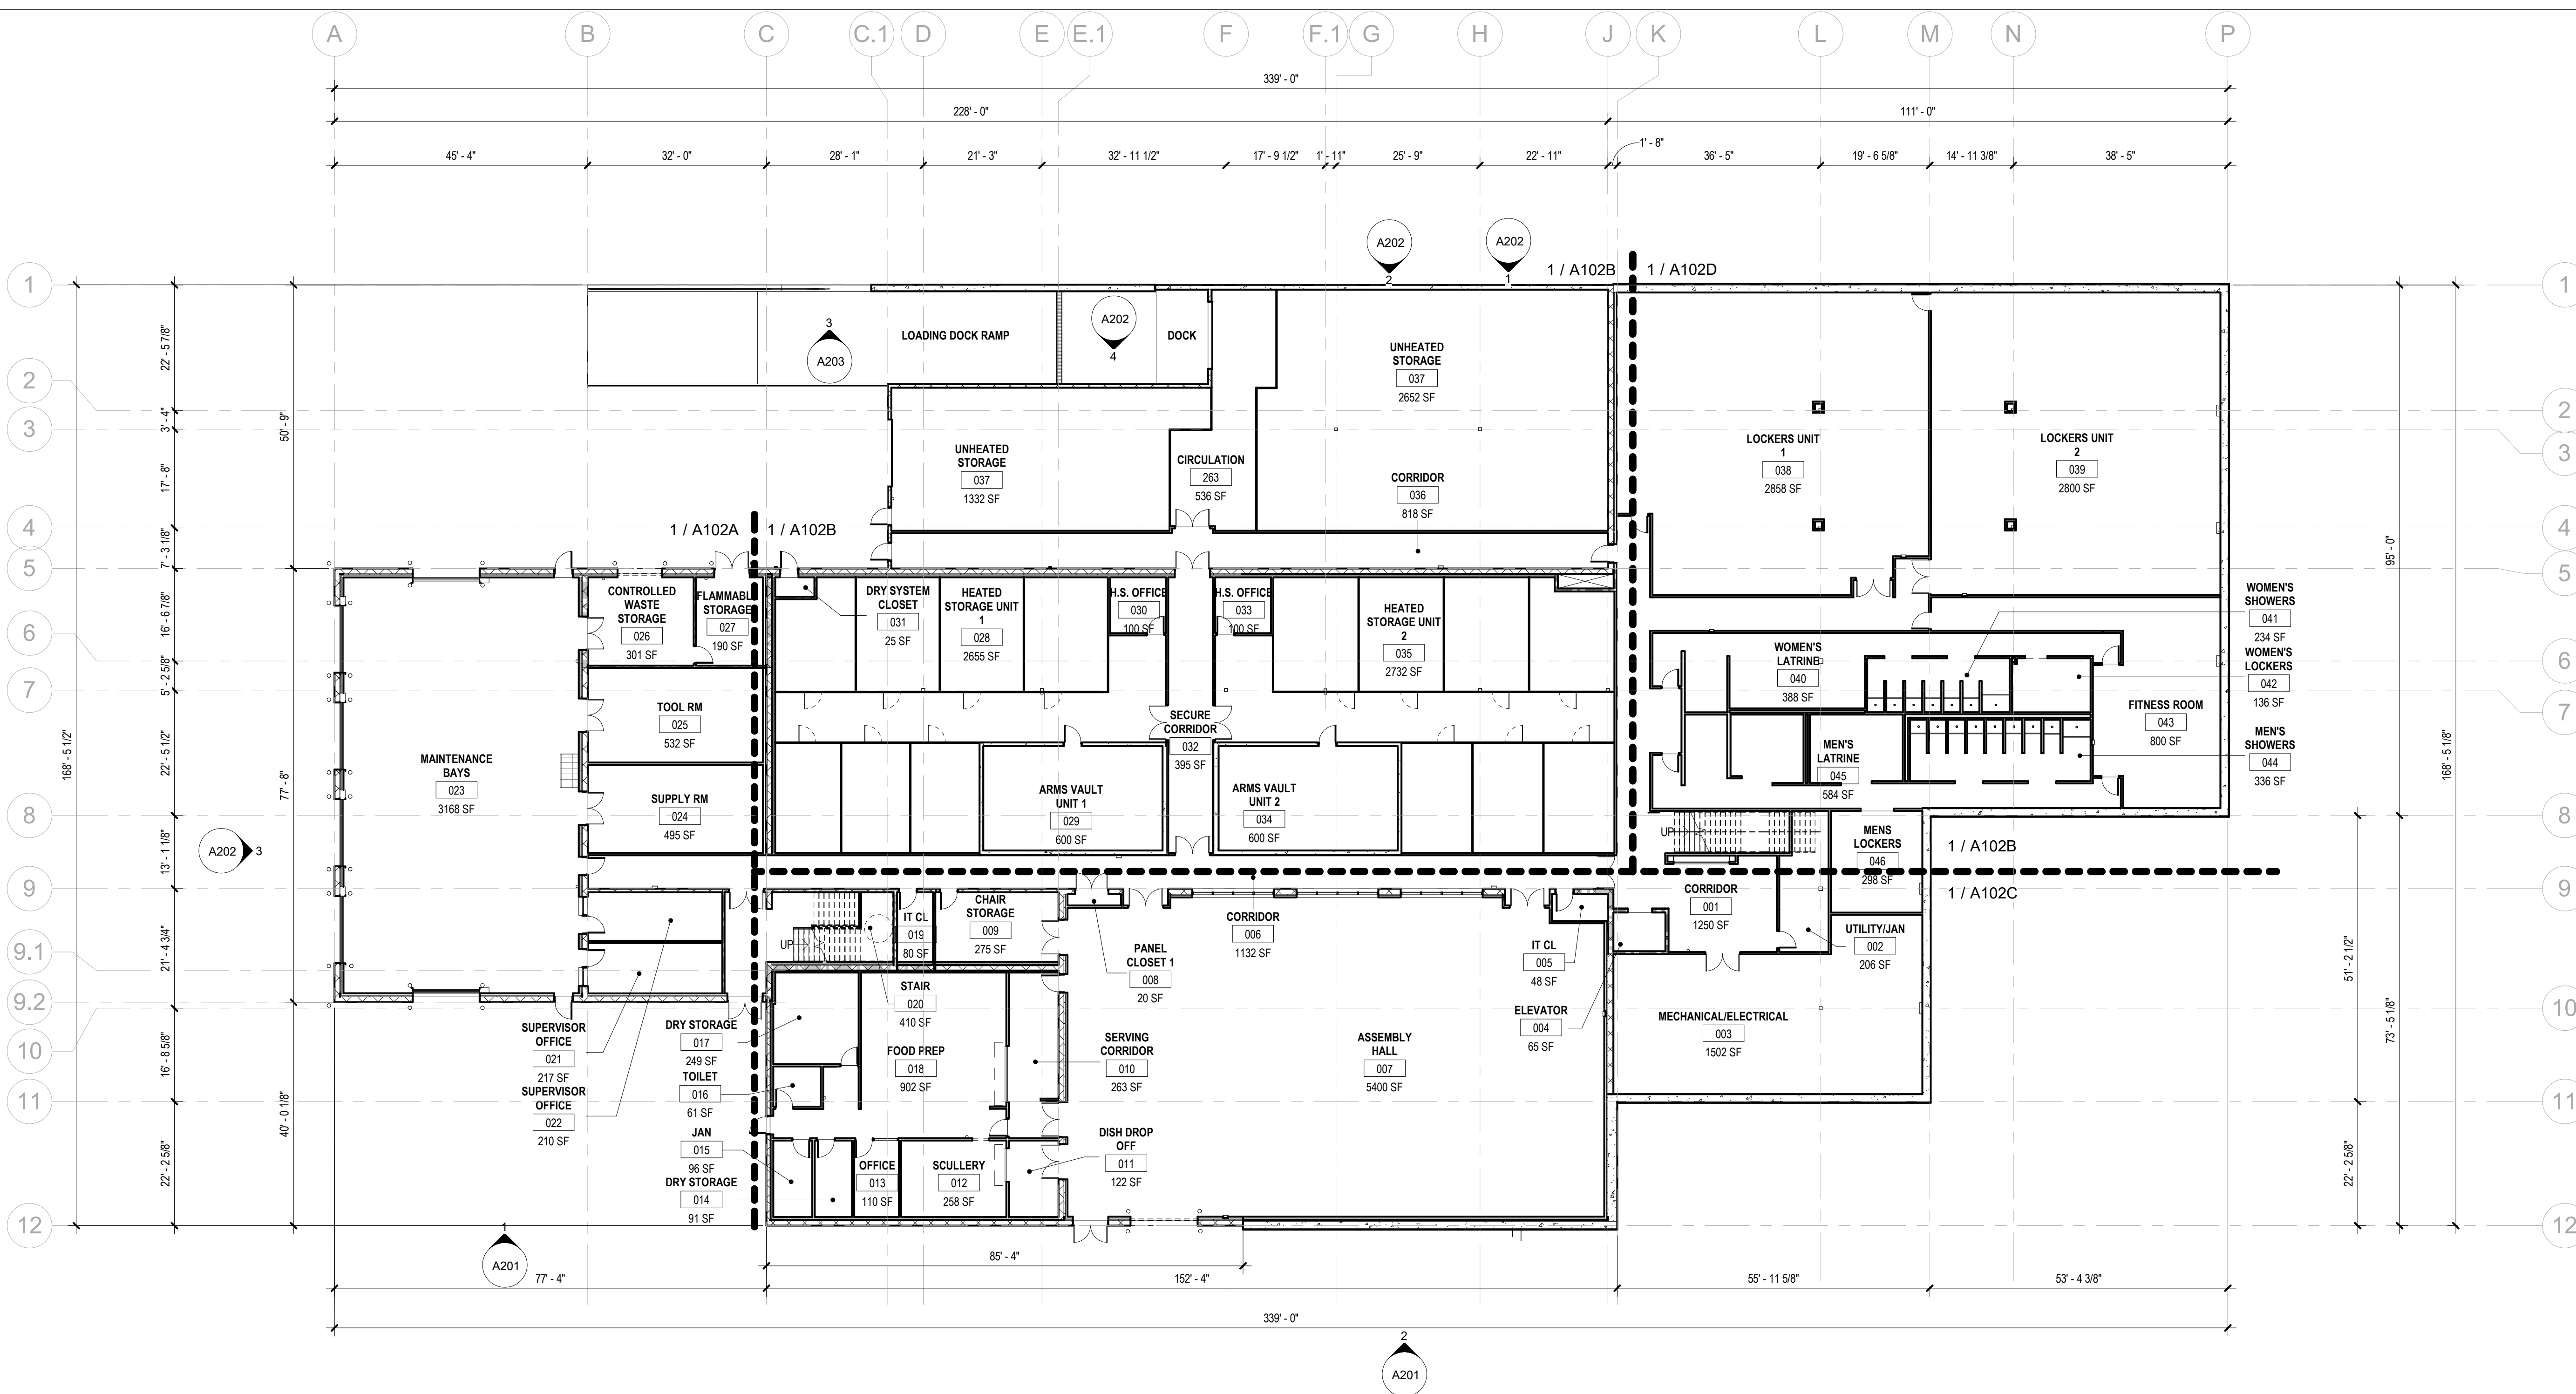 A B C C.1 D E E.1 F F.1 G H J K L M N P
339' - 0"
228' - 0" 111' - 0"
1' - 8"
45' - 4" 32' - 0" 28' - 1" 21' - 3" 32' - 11 1/2" 17' - 9 1/2" 1' - 11" 25' - 9" 22' - 11" 36' - 5" 19' - 6 5/8" 14' - 11 3/8" 38' - 5"
A202
2
A202
1
1 / A102B 1 / A102D
1
2
3
4
5
6
7
8
9
9.1
9.2
10
11
12
168' - 5 1/2"
22' - 5 7/8"
3' - 4"
17' - 8"
7' - 3 1/8"
16' - 6 7/8"
5' - 2 5/8"
22' - 5 1/2"
13' - 1 1/8"
21' - 4 3/4"
16' - 8 5/8"
22' - 2 5/8"
50' - 9"
77' - 8"
40' - 0 1/8"
3
A203
LOADING DOCK RAMP
A202
4
DOCK
UNHEATED
STORAGE
037
2652 SF
UNHEATED
STORAGE
037
1332 SF
CIRCULATION
263
536 SF
CORRIDOR
036
818 SF
LOCKERS UNIT
1
038
2858 SF
LOCKERS UNIT
2
039
2800 SF
1 / A102A 1 / A102B
CONTROLLED
WASTE
STORAGE
026
301 SF
FLAMMABL
STORAGE
027
190 SF
DRY SYSTEM
CLOSET
031
25 SF
HEATED
STORAGE UNIT
1
028
2655 SF
H.S. OFFICE
030
100 SF
H.S. OFFICE
033
100 SF
HEATED
STORAGE UNIT
2
035
2732 SF
WOMEN'S
SHOWERS
041
234 SF
WOMEN'S
LOCKERS
042
136 SF
WOMEN'S
LATRINE
040
388 SF
FITNESS ROOM
043
800 SF
MEN'S
SHOWERS
044
336 SF
MEN'S
LATRINE
045
584 SF
TOOL RM
025
532 SF
SECURE
CORRIDOR
032
395 SF
MAINTENANCE
BAYS
023
3168 SF
SUPPLY RM
024
495 SF
ARMS VAULT
UNIT 1
029
600 SF
ARMS VAULT
UNIT 2
034
600 SF
A202 3
UP
MENS
LOCKERS
046
298 SF
1 / A102B
1 / A102C
UP
IT CL
019
80 SF
CHAIR
STORAGE
009
275 SF
PANEL
CLOSET 1
008
20 SF
CORRIDOR
006
1132 SF
IT CL
005
48 SF
CORRIDOR
001
1250 SF
UTILITY/JAN
002
206 SF
STAIR
020
410 SF
ELEVATOR
004
65 SF
MECHANICAL/ELECTRICAL
003
1502 SF
SUPERVISOR
OFFICE
021
217 SF
SUPERVISOR
OFFICE
022
210 SF
DRY STORAGE
017
249 SF
TOILET
016
61 SF
JAN
015
96 SF
DRY STORAGE
014
91 SF
FOOD PREP
018
902 SF
SERVING
CORRIDOR
010
263 SF
ASSEMBLY
HALL
007
5400 SF
OFFICE
013
110 SF
SCULLERY
012
258 SF
DISH DROP
OFF
011
122 SF
1
2
3
4
5
6
7
8
9
10
11
12
95' - 0"
73' - 5 1/8"
168' - 5 1/8"
51' - 2 1/2"
22' - 2 5/8"
1
A201
85' - 4"
77' - 4" 152' - 4" 55' - 11 5/8" 53' - 4 3/8"
339' - 0"
2
A201